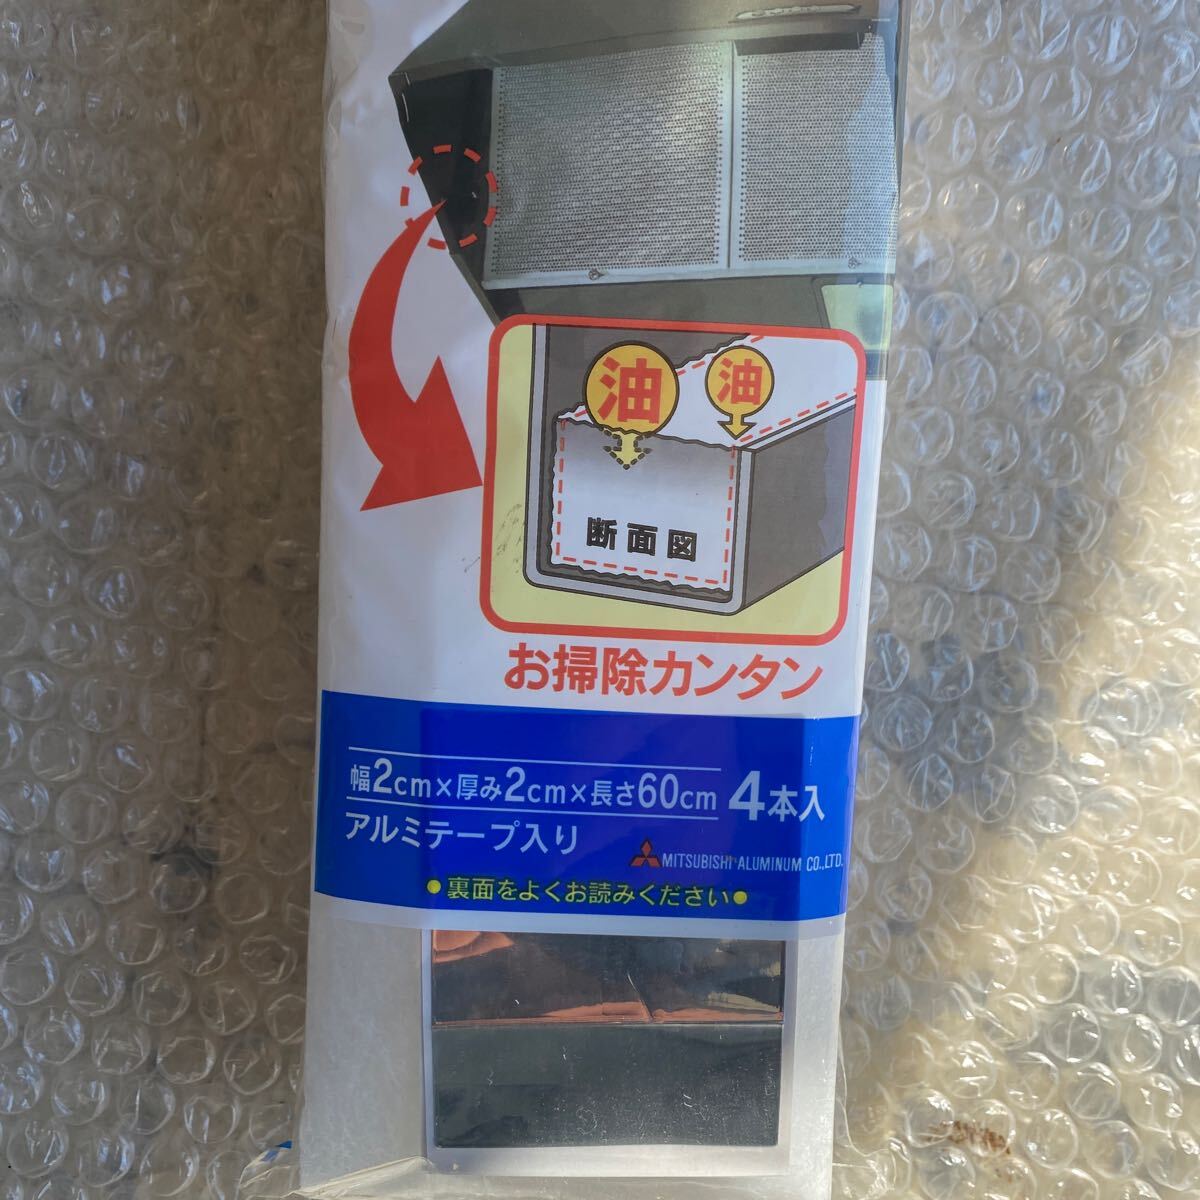 油
油
断面図
お掃除カンタン
幅2cm×厚み2cm×長さ60cm 4本入
アルミテープ入り
MITSUBISHI ALUMINUM CO.,LTD.
●裏面をよくお読みください●